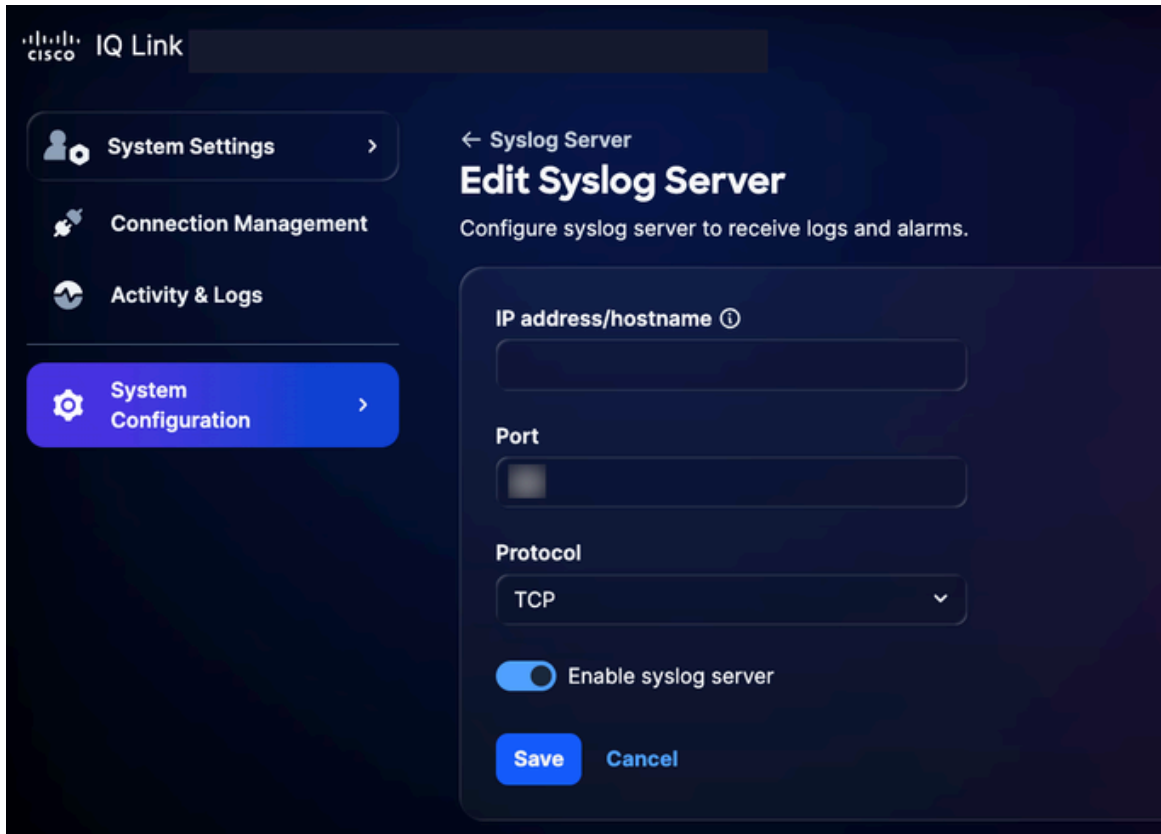 cisco IQ Link
System Settings
Connection Management
Activity & Logs
System
Configuration
← Syslog Server
Edit Syslog Server
Configure syslog server to receive logs and alarms.
IP address/hostname
Port
Protocol
TCP
Enable syslog server
Save Cancel